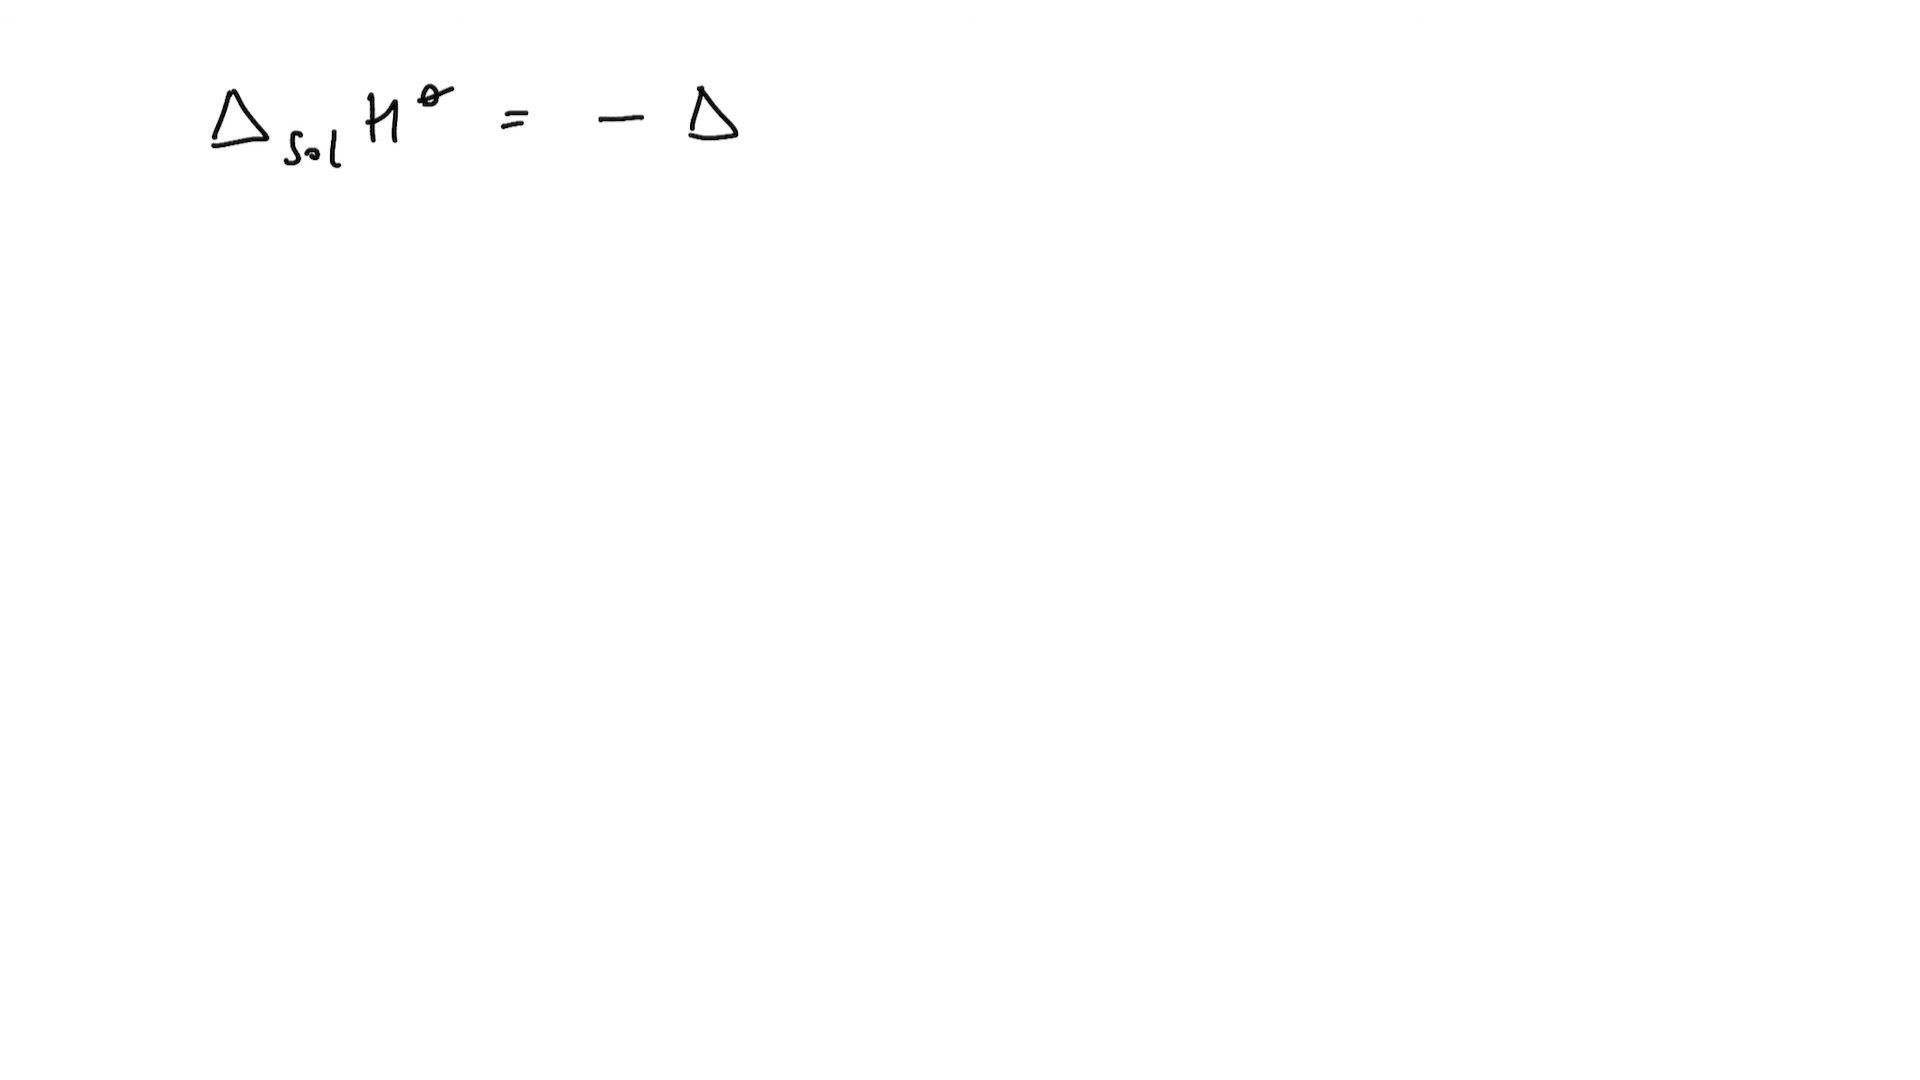 Δ_sol H^⦵ = − Δ